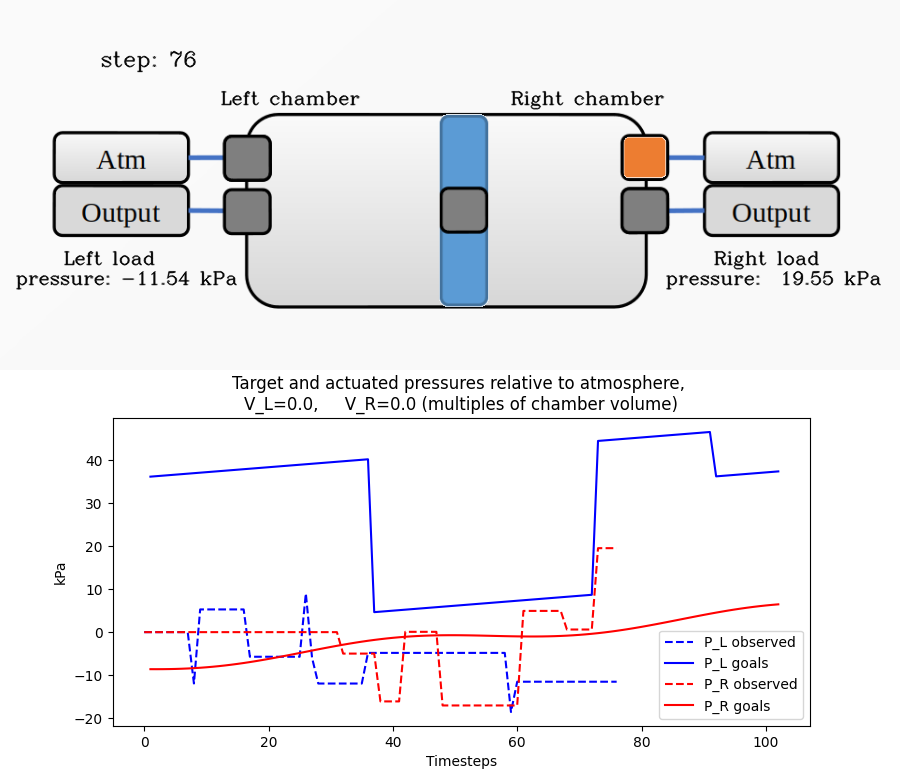 step: 76
Left chamber
Right chamber
Atm
Atm
Output
Output
Left load
pressure: −11.54 kPa
Right load
pressure:  19.55 kPa
Target and actuated pressures relative to atmosphere,
V_L=0.0,     V_R=0.0 (multiples of chamber volume)
kPa
40
30
20
10
0
−10
−20
P_L observed
P_L goals
P_R observed
P_R goals
0 20 40 60 80 100
Timesteps